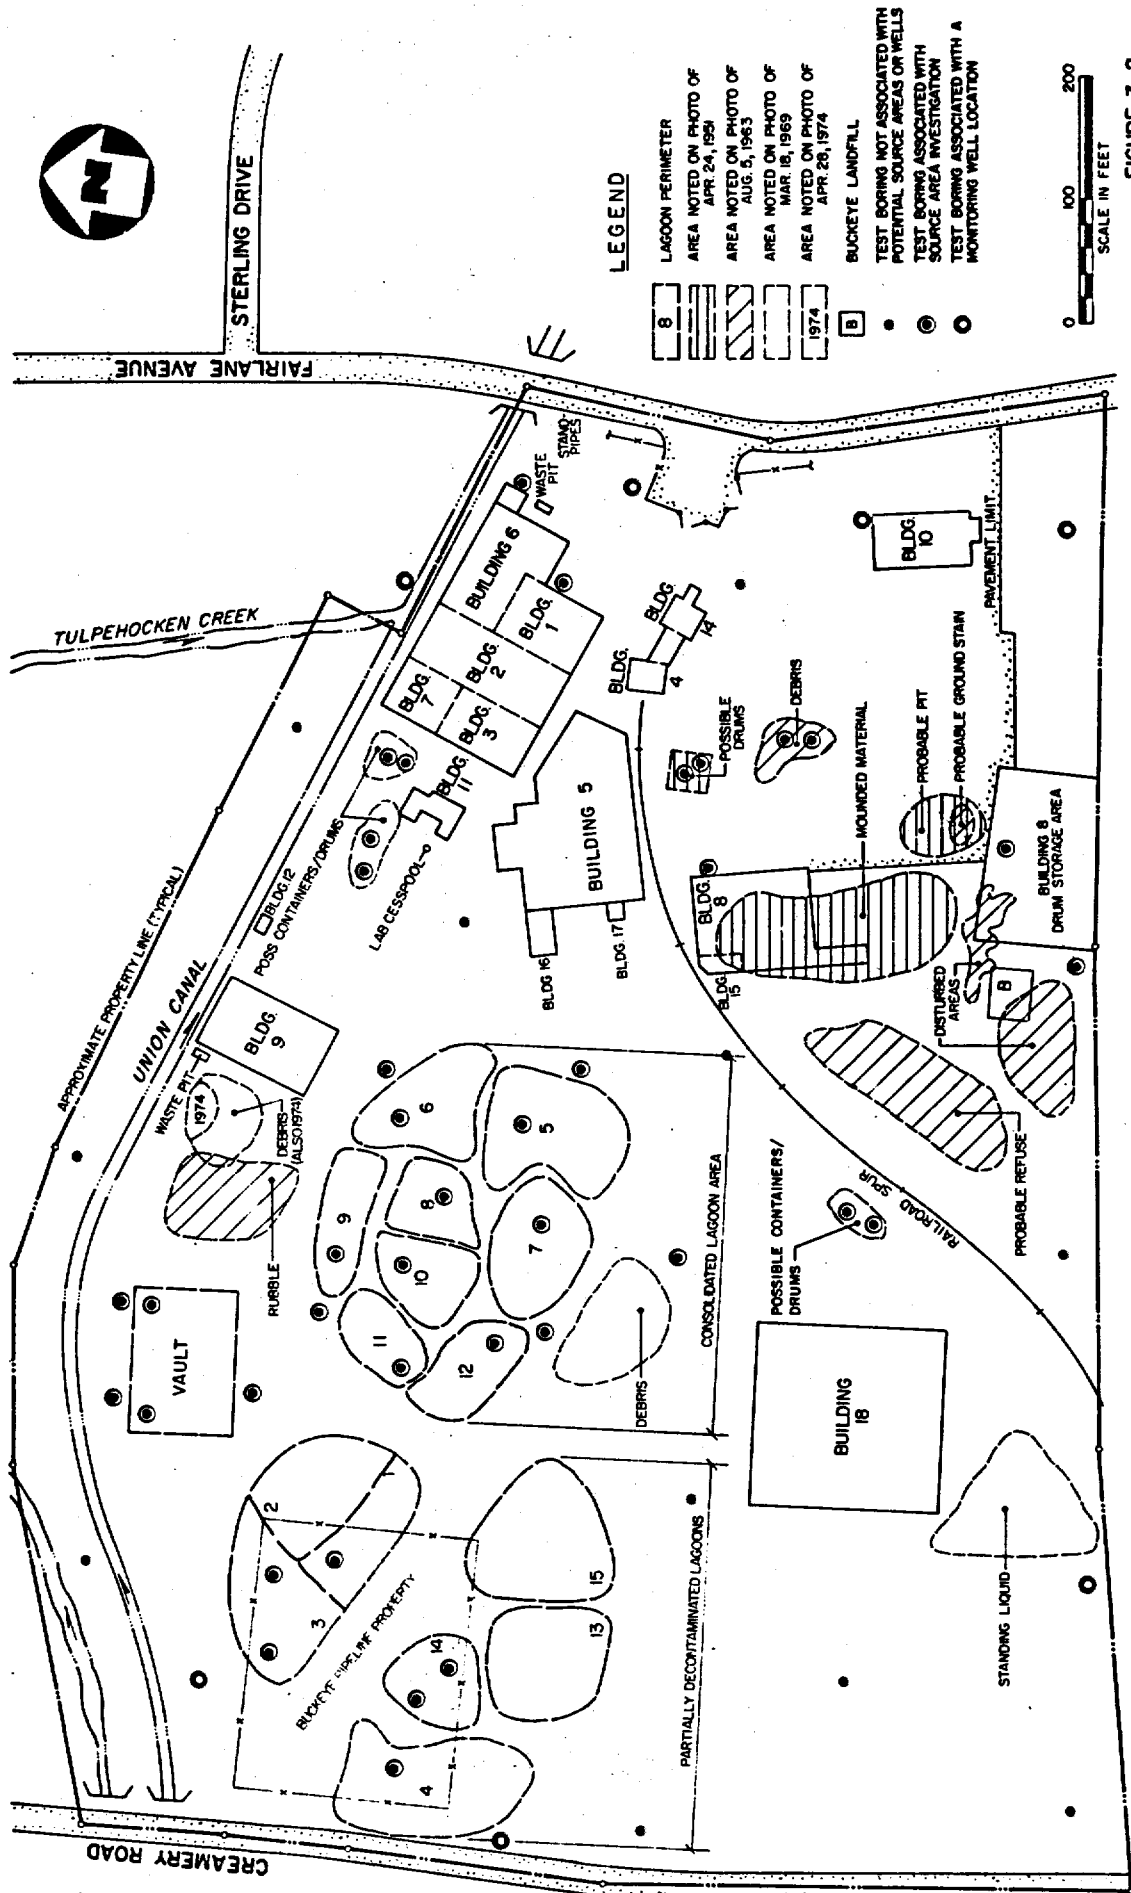 N
STERLING DRIVE
FAIRLANE AVENUE
TULPEHOCKEN CREEK
APPROXIMATE PROPERTY LINE (TYPICAL)
UNION CANAL
CREAMERY ROAD
WASTE
PIT
STAND-
PIPES
BUILDING 6
BLDG.
1
BLDG.
2
BLDG.
7
BLDG.
3
BLDG.
11
BLDG. 12
POSS CONTAINERS/DRUMS
LAB CESSPOOL
BLDG.
14
BLDG.
4
BUILDING 5
BLDG 16
BLDG. 17
BLDG.
9
WASTE PIT
1974
DEBRIS
(ALSO 1974)
RUBBLE
VAULT
BLDG.
10
PAVEMENT LIMIT
POSSIBLE
DRUMS
DEBRIS
MOUNDED MATERIAL
PROBABLE PIT
PROBABLE GROUND STAIN
BLDG.
8
BLDG.
15
BUILDING 8
DRUM STORAGE AREA
DISTURBED
AREAS
B
PROBABLE REFUSE
RAILROAD SPUR
POSSIBLE CONTAINERS/
DRUMS
6
5
9
8
7
10
11
12
DEBRIS
CONSOLIDATED LAGOON AREA
BUILDING
18
STANDING LIQUID
1
2
3
BUCKEYE PIPELINE PROPERTY
15
13
14
4
PARTIALLY DECONTAMINATED LAGOONS
LEGEND
8
LAGOON PERIMETER
AREA NOTED ON PHOTO OF
APR. 24, 1951
AREA NOTED ON PHOTO OF
AUG. 5, 1963
AREA NOTED ON PHOTO OF
MAR. 18, 1969
1974
AREA NOTED ON PHOTO OF
APR. 28, 1974
B
BUCKEYE LANDFILL
TEST BORING NOT ASSOCIATED WITH
POTENTIAL SOURCE AREAS OR WELLS
TEST BORING ASSOCIATED WITH
SOURCE AREA INVESTIGATION
TEST BORING ASSOCIATED WITH A
MONITORING WELL LOCATION
0 100 200
SCALE IN FEET